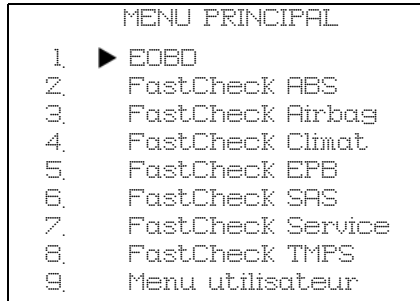 MENU PRINCIPAL
1. ▶ EOBD
2. FastCheck ABS
3. FastCheck Airbag
4. FastCheck Climat
5. FastCheck EPB
6. FastCheck SAS
7. FastCheck Service
8. FastCheck TMPS
9. Menu utilisateur